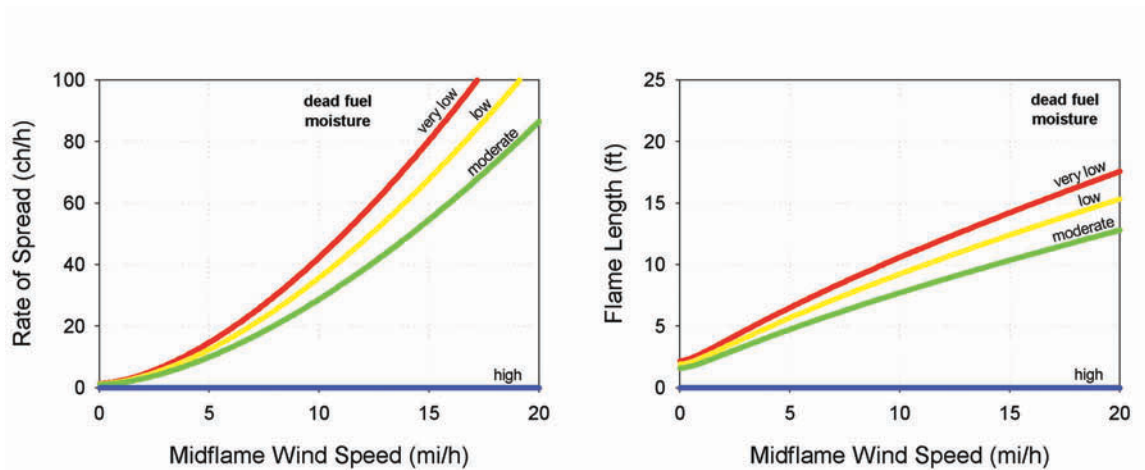 100
80
60
40
20
0
Rate of Spread (ch/h)
dead fuel
moisture
very low
low
moderate
high
0 5 10 15 20
Midflame Wind Speed (mi/h)
25
20
15
10
5
0
Flame Length (ft)
dead fuel
moisture
very low
low
moderate
high
0 5 10 15 20
Midflame Wind Speed (mi/h)